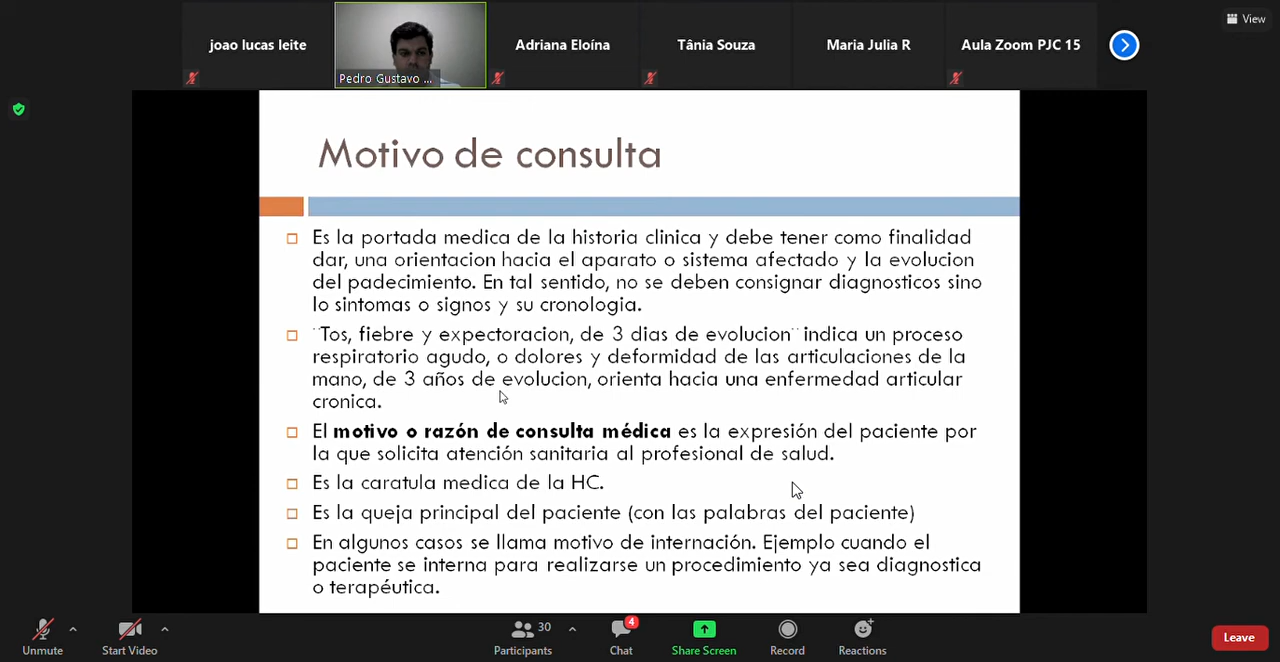 View
joao lucas leite
Pedro Gustavo ...
Adriana Eloína
Tânia Souza
Maria Julia R
Aula Zoom PJC 15
Motivo de consulta
Es la portada medica de la historia clinica y debe tener como finalidad
dar, una orientacion hacia el aparato o sistema afectado y la evolucion
del padecimiento. En tal sentido, no se deben consignar diagnosticos sino
lo sintomas o signos y su cronologia.
¨Tos, fiebre y expectoracion, de 3 dias de evolucion¨ indica un proceso
respiratorio agudo, o dolores y deformidad de las articulaciones de la
mano, de 3 años de evolucion, orienta hacia una enfermedad articular
cronica.
El motivo o razón de consulta médica es la expresión del paciente por
la que solicita atención sanitaria al profesional de salud.
Es la caratula medica de la HC.
Es la queja principal del paciente (con las palabras del paciente)
En algunos casos se llama motivo de internación. Ejemplo cuando el
paciente se interna para realizarse un procedimiento ya sea diagnostica
o terapéutica.
30
4
Unmute
Start Video
Participants
Chat
Share Screen
Record
Reactions
Leave